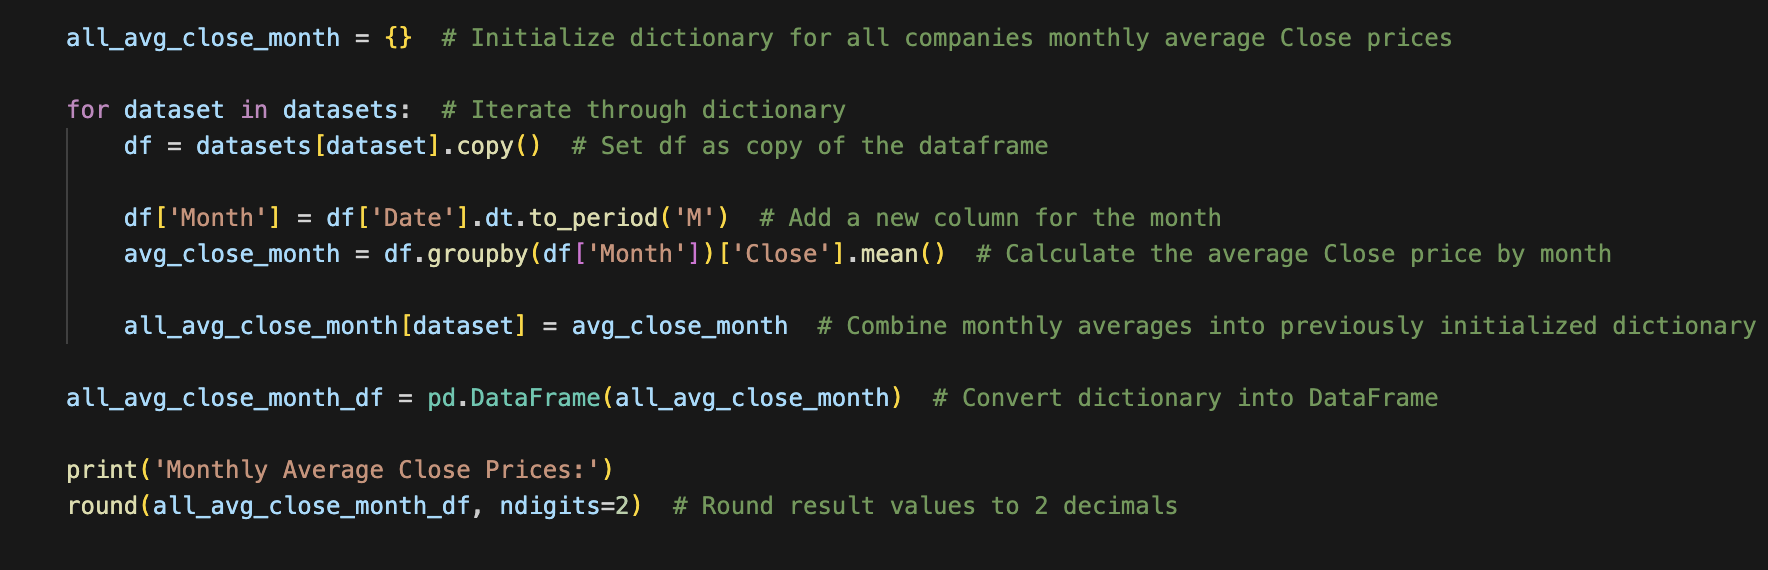 all_avg_close_month = {}  # Initialize dictionary for all companies monthly average Close prices
for dataset in datasets:  # Iterate through dictionary
    df = datasets[dataset].copy()  # Set df as copy of the dataframe
    df['Month'] = df['Date'].dt.to_period('M')  # Add a new column for the month
    avg_close_month = df.groupby(df['Month'])['Close'].mean()  # Calculate the average Close price by month
    all_avg_close_month[dataset] = avg_close_month  # Combine monthly averages into previously initialized dictionary
all_avg_close_month_df = pd.DataFrame(all_avg_close_month)  # Convert dictionary into DataFrame
print('Monthly Average Close Prices:')
round(all_avg_close_month_df, ndigits=2)  # Round result values to 2 decimals